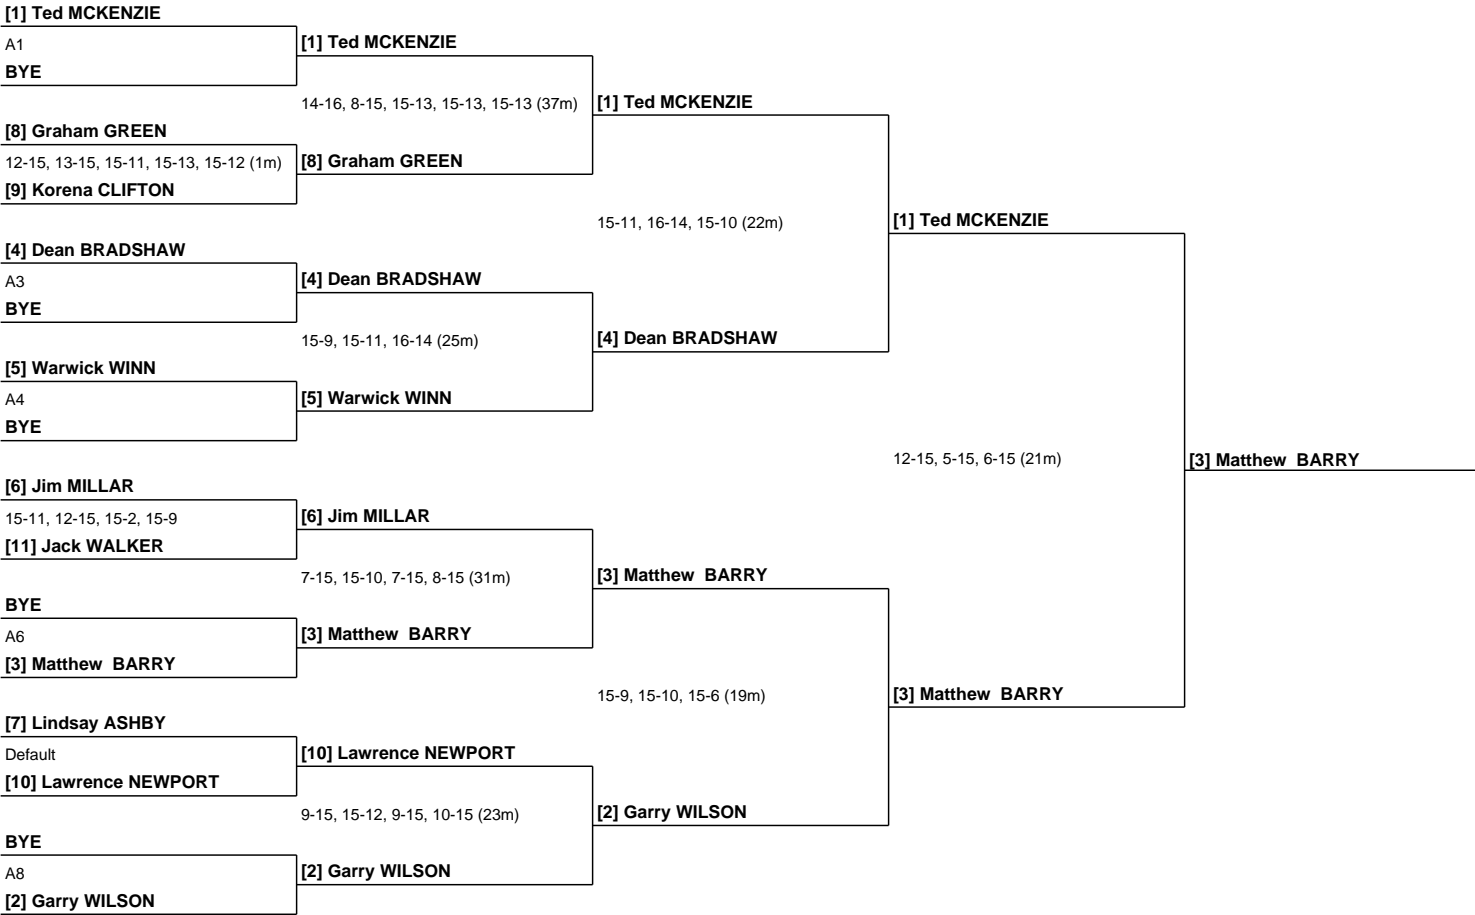 [1] Ted MCKENZIE
A1
BYE
[8] Graham GREEN
12-15, 13-15, 15-11, 15-13, 15-12 (1m)
[9] Korena CLIFTON
[4] Dean BRADSHAW
A3
BYE
[5] Warwick WINN
A4
BYE
[6] Jim MILLAR
15-11, 12-15, 15-2, 15-9
[11] Jack WALKER
BYE
A6
[3] Matthew  BARRY
[7] Lindsay ASHBY
Default
[10] Lawrence NEWPORT
BYE
A8
[2] Garry WILSON
[1] Ted MCKENZIE
14-16, 8-15, 15-13, 15-13, 15-13 (37m)
[8] Graham GREEN
[4] Dean BRADSHAW
15-9, 15-11, 16-14 (25m)
[5] Warwick WINN
[6] Jim MILLAR
7-15, 15-10, 7-15, 8-15 (31m)
[3] Matthew  BARRY
[10] Lawrence NEWPORT
9-15, 15-12, 9-15, 10-15 (23m)
[2] Garry WILSON
[1] Ted MCKENZIE
15-11, 16-14, 15-10 (22m)
[4] Dean BRADSHAW
[3] Matthew  BARRY
15-9, 15-10, 15-6 (19m)
[2] Garry WILSON
[1] Ted MCKENZIE
12-15, 5-15, 6-15 (21m)
[3] Matthew  BARRY
[3] Matthew  BARRY